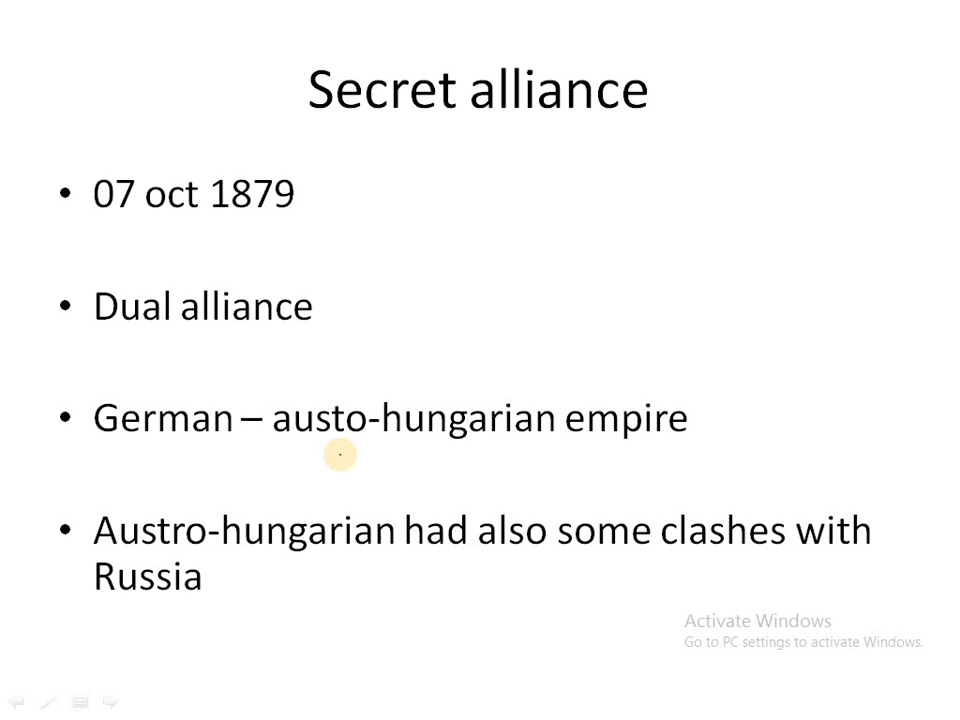 Secret alliance
• 07 oct 1879
• Dual alliance
• German – austo-hungarian empire
• Austro-hungarian had also some clashes with
Russia
Activate Windows
Go to PC settings to activate Windows.